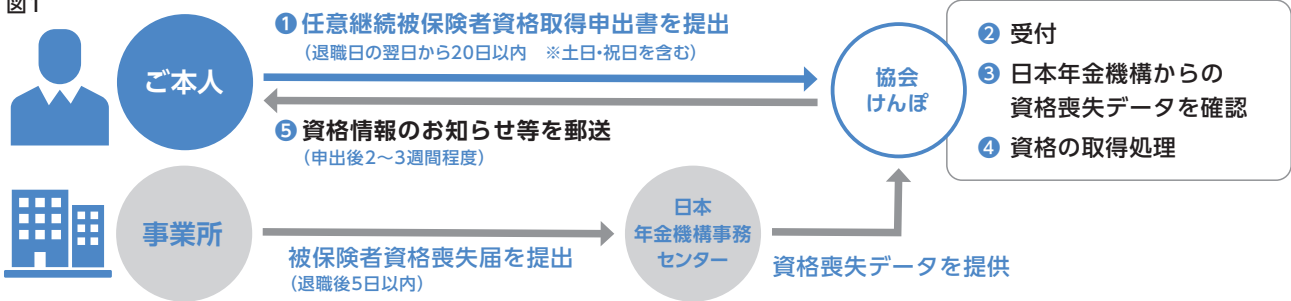 図1
❶任意継続被保険者資格取得申出書を提出
（退職日の翌日から20日以内　※土日・祝日を含む）
ご本人
協会
けんぽ
❷ 受付
❸ 日本年金機構からの
資格喪失データを確認
❹ 資格の取得処理
❺ 資格情報のお知らせ等を郵送
（申出後2〜3週間程度）
事業所
被保険者資格喪失届を提出
（退職後5日以内）
日本
年金機構事務
センター
資格喪失データを提供